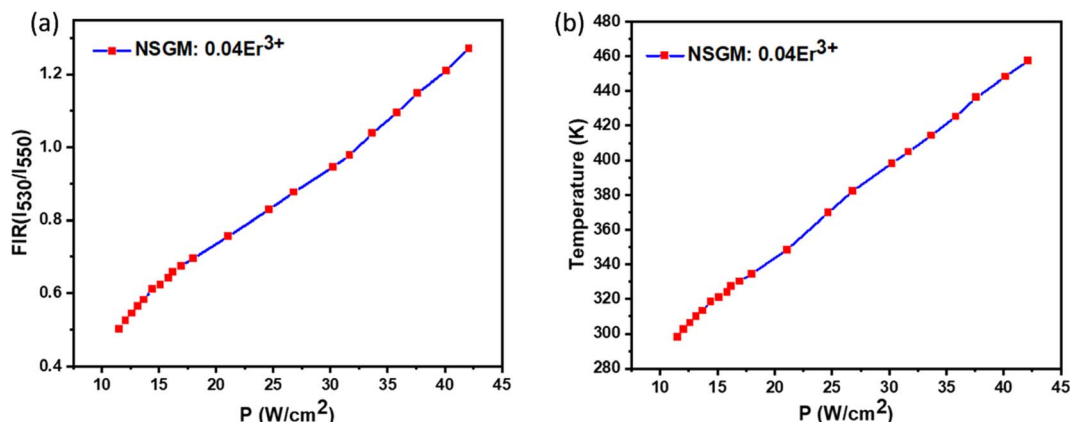 (a)
NSGM: 0.04Er3+
FIR(I530/I550)
1.2
1.0
0.8
0.6
0.4
10 15 20 25 30 35 40 45
P (W/cm2)
(b)
NSGM: 0.04Er3+
Temperature (K)
460
440
420
400
380
360
340
320
300
280
10 15 20 25 30 35 40 45
P (W/cm2)